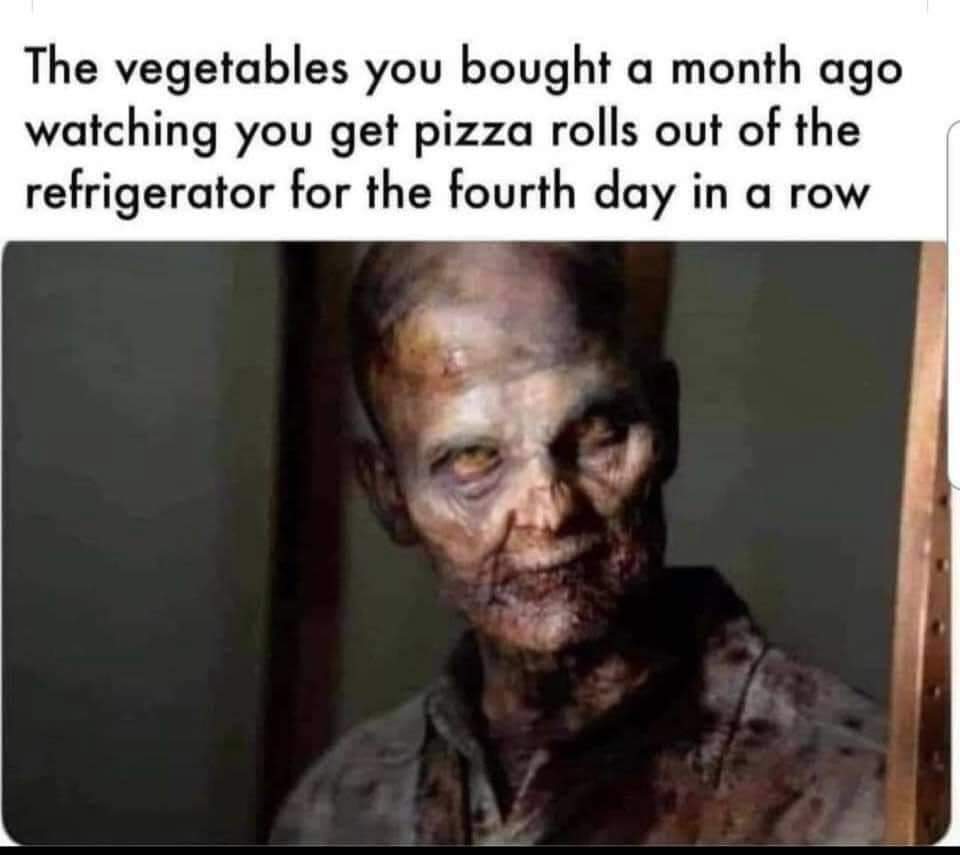 The vegetables you bought a month ago
watching you get pizza rolls out of the
refrigerator for the fourth day in a row